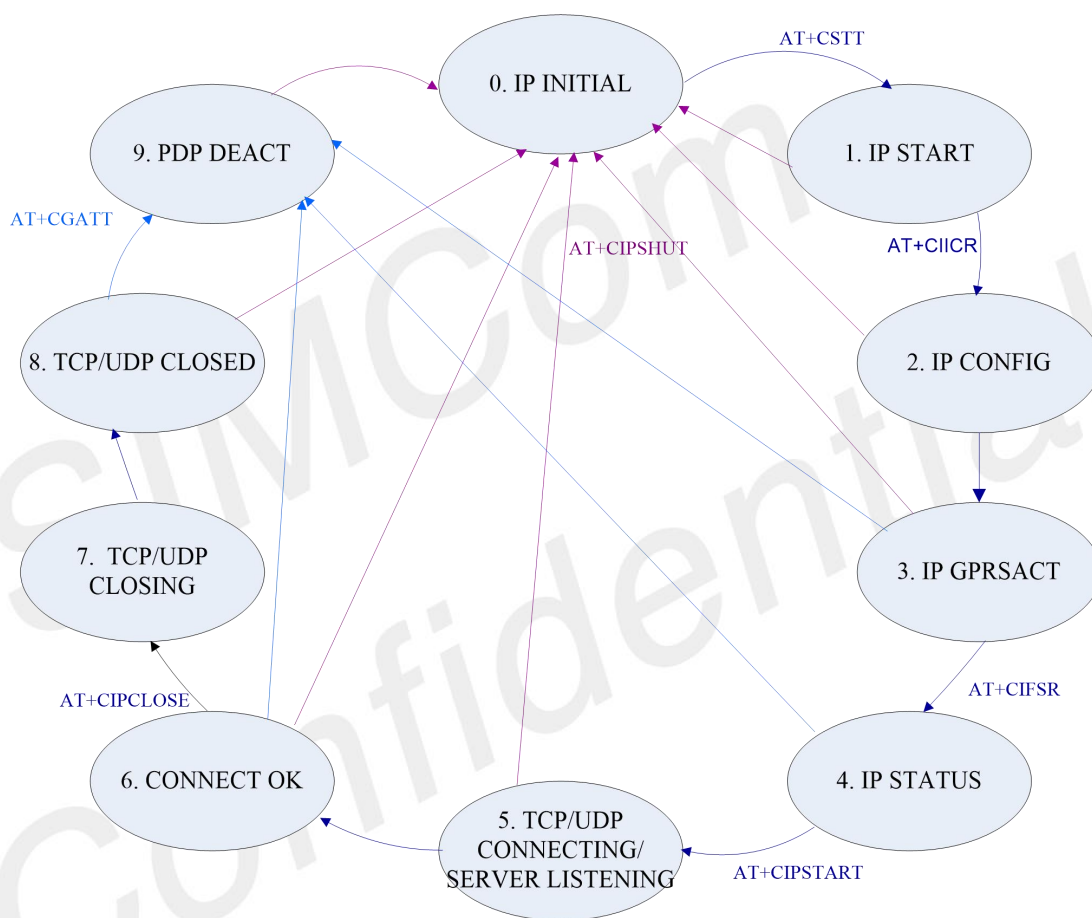 AT+CSTT
0. IP INITIAL
9. PDP DEACT
1. IP START
AT+CGATT
AT+CIPSHUT
AT+CIICR
8. TCP/UDP CLOSED
2. IP CONFIG
7. TCP/UDP
CLOSING
3. IP GPRSACT
AT+CIPCLOSE
AT+CIFSR
6. CONNECT OK
4. IP STATUS
5. TCP/UDP
CONNECTING/
SERVER LISTENING
AT+CIPSTART
SIMCom
Confidential